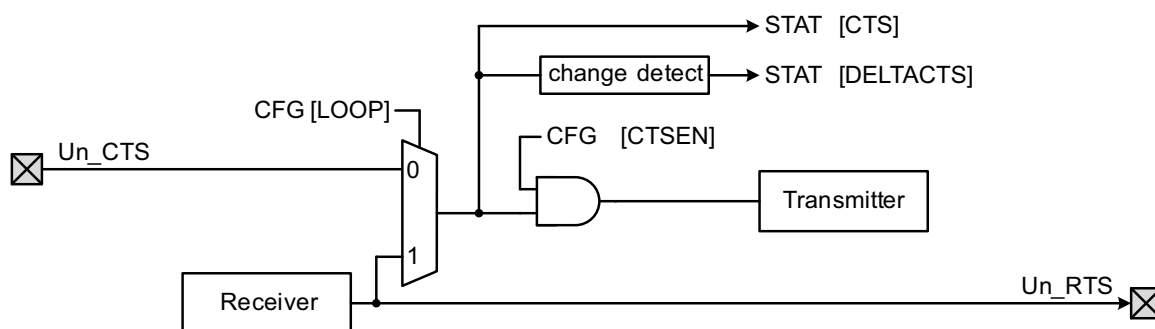 STAT [CTS]
change detect
STAT [DELTACTS]
CFG [LOOP]
CFG [CTSEN]
Un_CTS
0
Transmitter
1
Receiver
Un_RTS